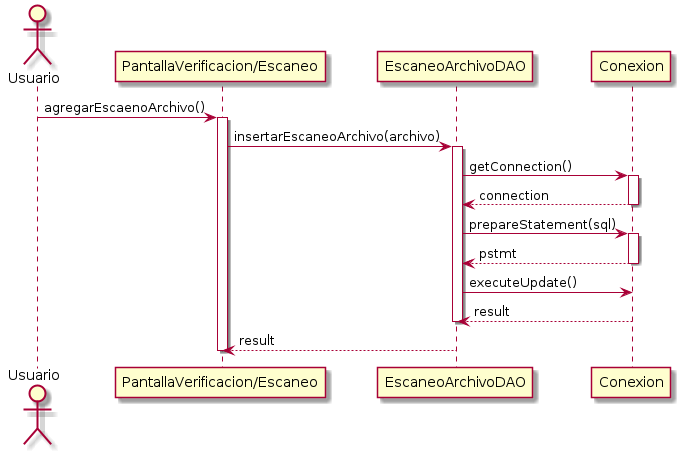 Usuario
PantallaVerificacion/Escaneo
EscaneoArchivoDAO
Conexion
agregarEscaenoArchivo()
insertarEscaneoArchivo(archivo)
getConnection()
connection
prepareStatement(sql)
pstmt
executeUpdate()
result
result
Usuario
PantallaVerificacion/Escaneo
EscaneoArchivoDAO
Conexion